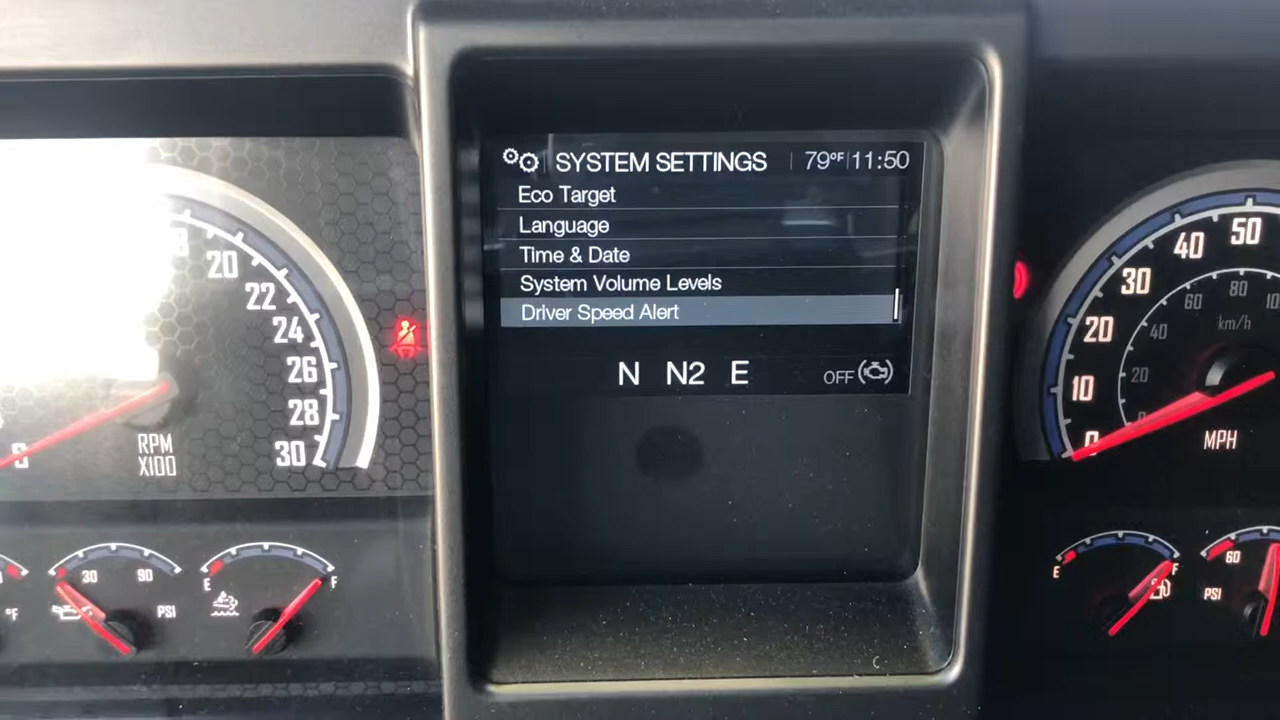 SYSTEM SETTINGS 79°F 11:50
Eco Target
Language
Time & Date
System Volume Levels
Driver Speed Alert
N N2 E OFF
20
22
24
26
28
30
RPM
X100
0
10
20
30
40
50
MPH
20
40
60
80
km/h
°F
30 90
PSI
E F
E F
60
PSI